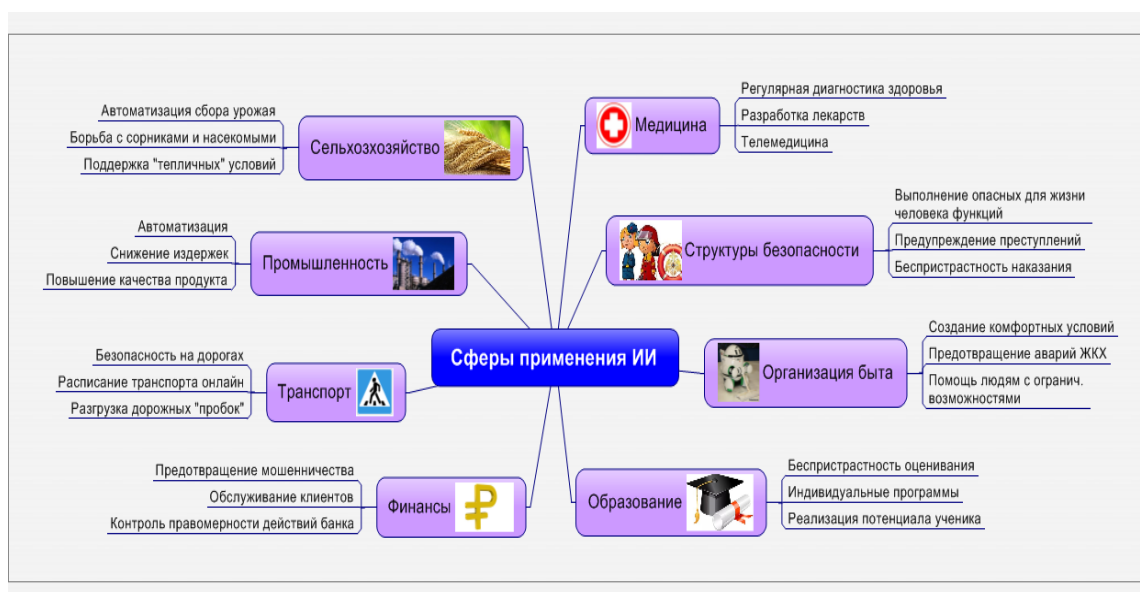 Сферы применения ИИ
Сельхозхозяйство
Автоматизация сбора урожая
Борьба с сорниками и насекомыми
Поддержка "тепличных" условий
Промышленность
Автоматизация
Снижение издержек
Повышение качества продукта
Транспорт
Безопасность на дорогах
Расписание транспорта онлайн
Разгрузка дорожных "пробок"
Финансы
Предотвращение мошенничества
Обслуживание клиентов
Контроль правомерности действий банка
Медицина
Регулярная диагностика здоровья
Разработка лекарств
Телемедицина
Структуры безопасности
Выполнение опасных для жизни
человека функций
Предупреждение преступлений
Беспристрастность наказания
Организация быта
Создание комфортных условий
Предотвращение аварий ЖКХ
Помощь людям с огранич.
возможностями
Образование
Беспристрастность оценивания
Индивидуальные программы
Реализация потенциала ученика